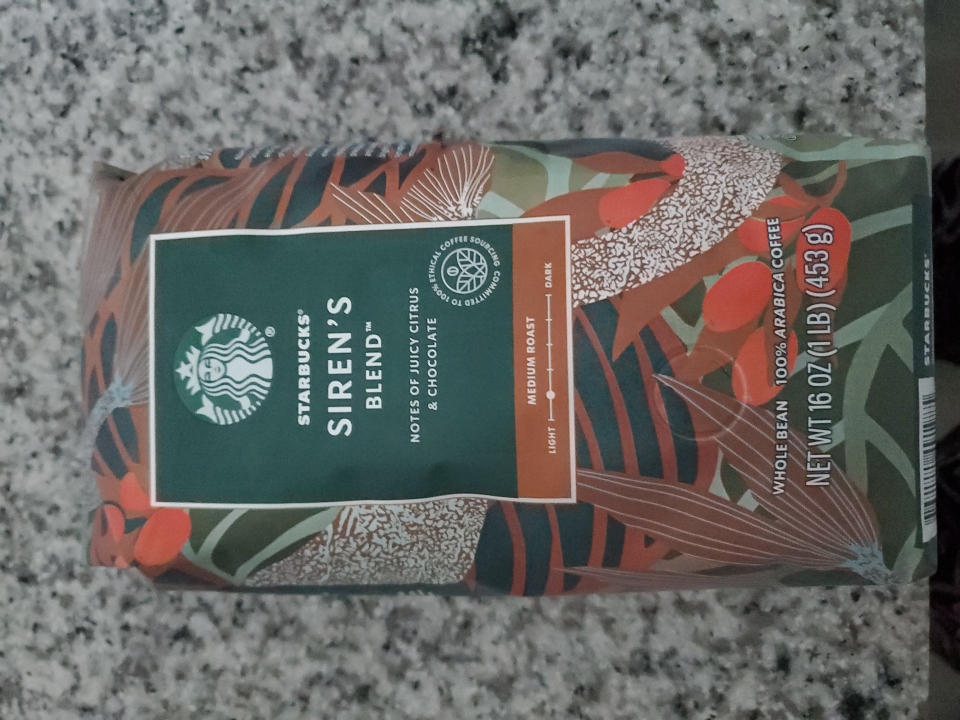 STARBUCKS®
SIREN'S
BLEND™
NOTES OF JUICY CITRUS
& CHOCOLATE
COMMITTED TO 100% ETHICAL COFFEE SOURCING
MEDIUM ROAST
LIGHT DARK
WHOLE BEAN 100% ARABICA COFFEE
NET WT 16 OZ (1 LB) (453 g)
STARBUCKS®